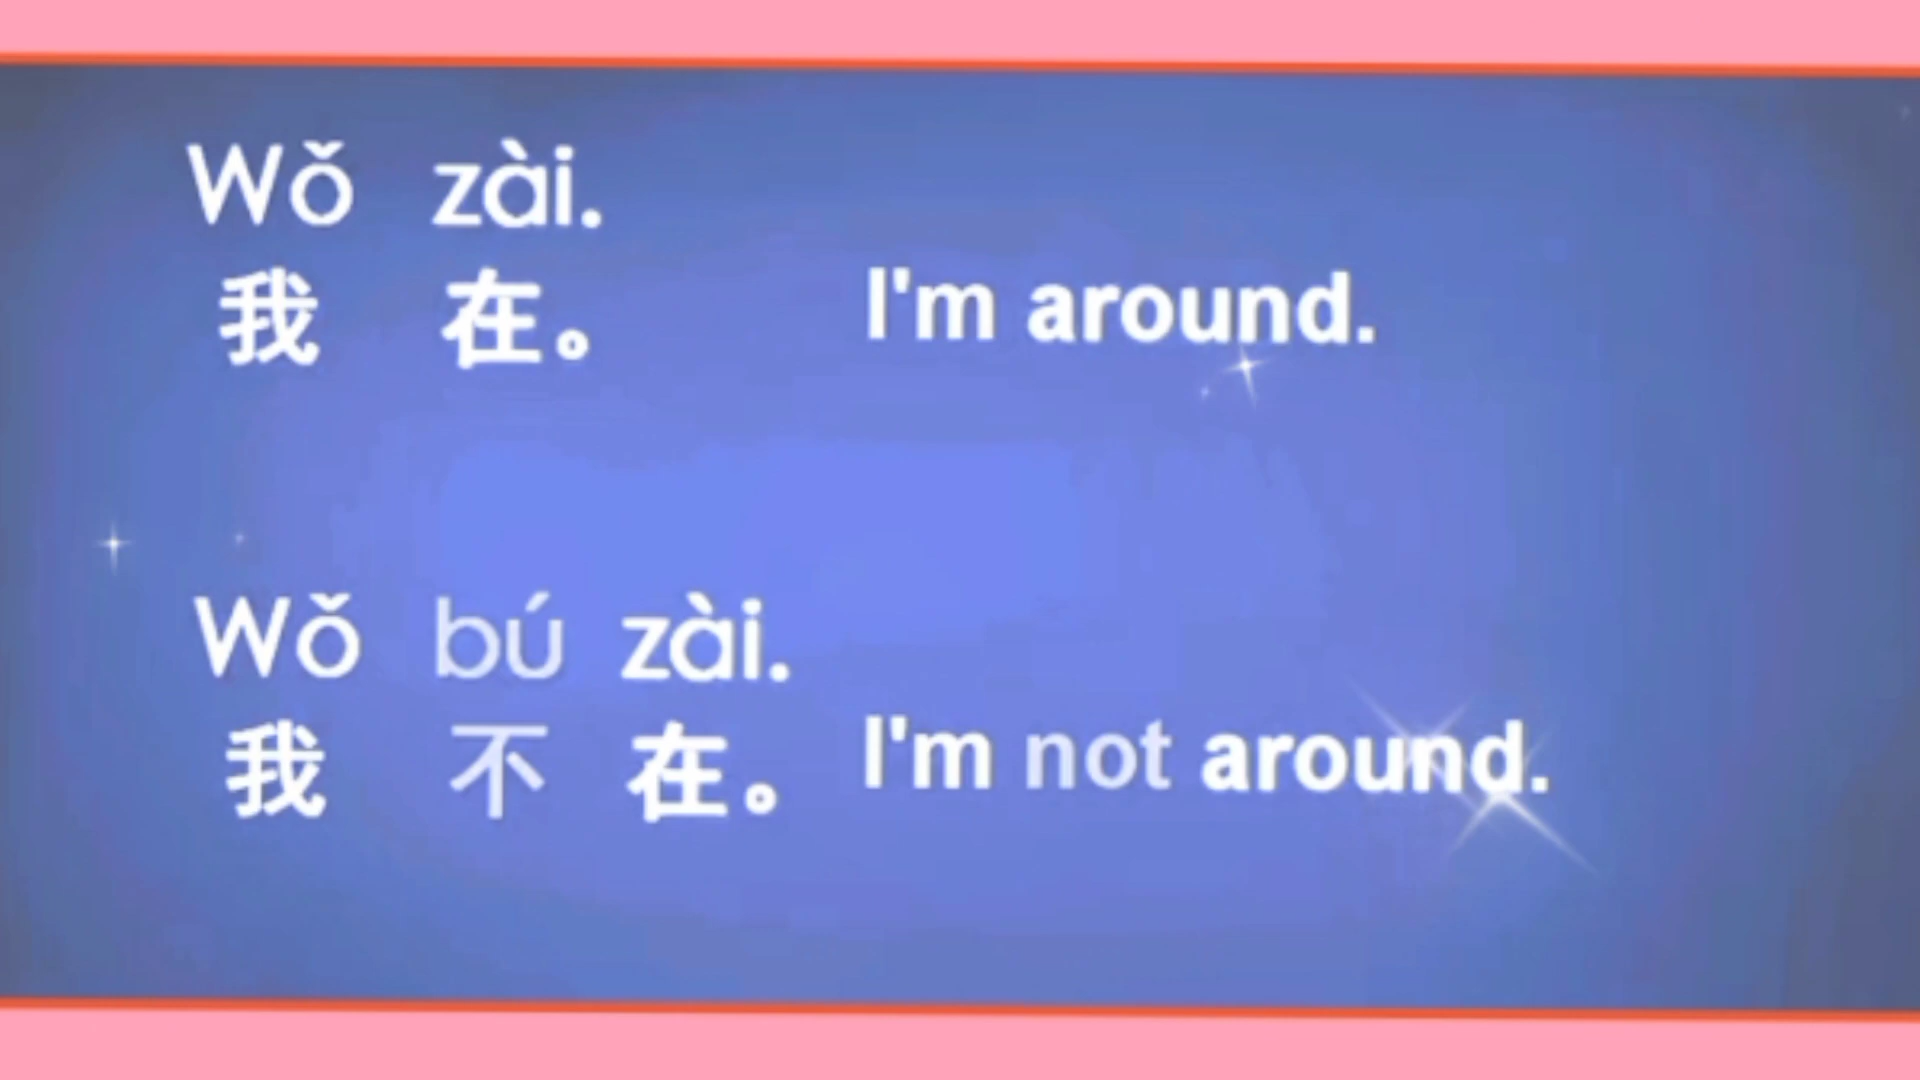 Wǒ zài.
我 在。 I'm around.
Wǒ bú zài.
我 不 在。 I'm not around.